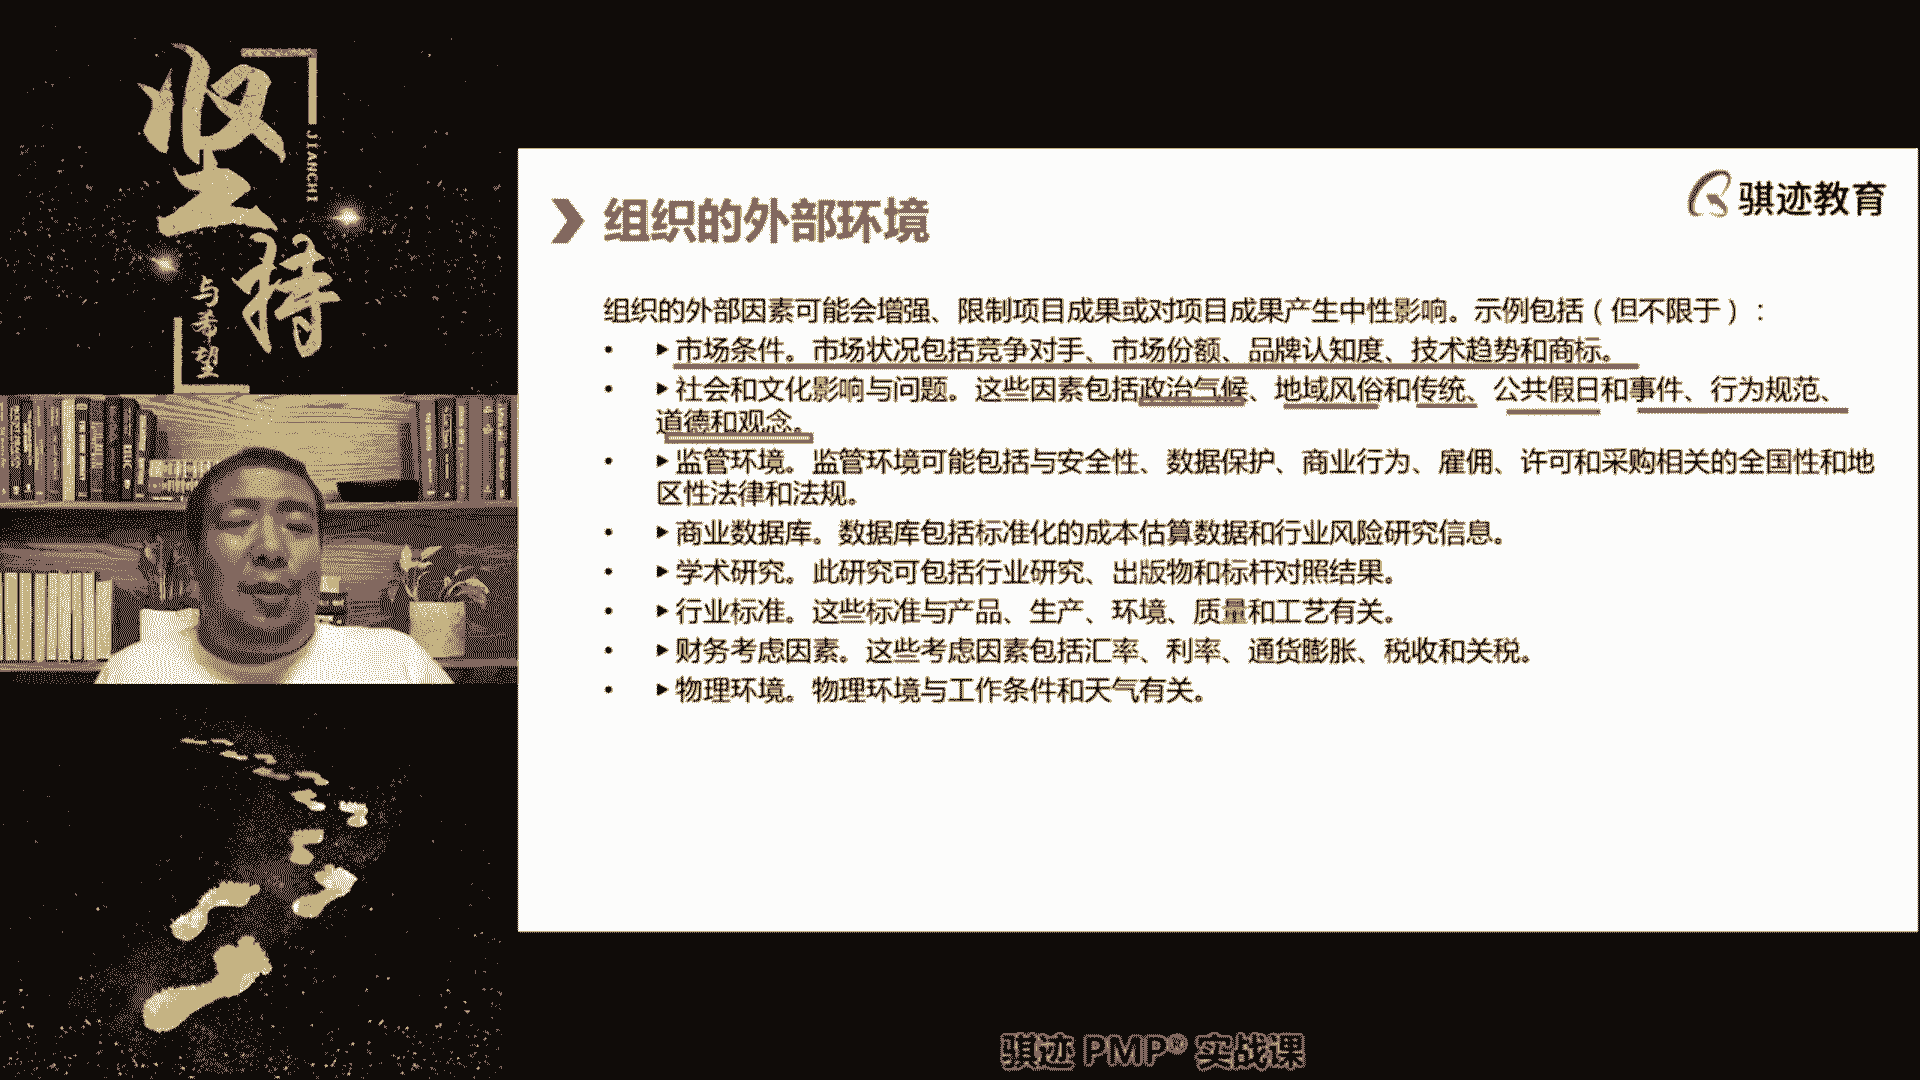 坚持
JIANCHI
与希望
骐迹教育
组织的外部环境
组织的外部因素可能会增强、限制项目成果或对项目成果产生中性影响。示例包括（但不限于）：
• ▶市场条件。市场状况包括竞争对手、市场份额、品牌认知度、技术趋势和商标。
• ▶社会和文化影响与问题。这些因素包括政治气候、地域风俗和传统、公共假日和事件、行为规范、
道德和观念。
• ▶监管环境。监管环境可能包括与安全性、数据保护、商业行为、雇佣、许可和采购相关的全国性和地
区性法律和法规。
• ▶商业数据库。数据库包括标准化的成本估算数据和行业风险研究信息。
• ▶学术研究。此研究可包括行业研究、出版物和标杆对照结果。
• ▶行业标准。这些标准与产品、生产、环境、质量和工艺有关。
• ▶财务考虑因素。这些考虑因素包括汇率、利率、通货膨胀、税收和关税。
• ▶物理环境。物理环境与工作条件和天气有关。
骐迹 PMP® 实战课